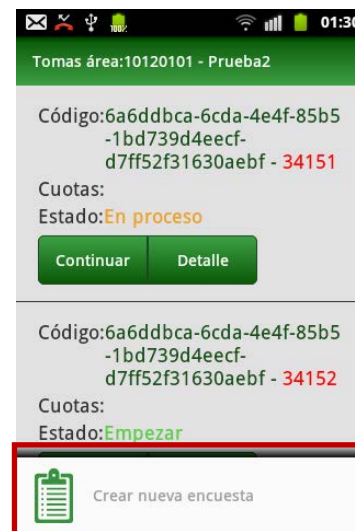 100%
01:30
Tomas área:10120101 - Prueba2
Código:6a6ddbca-6cda-4e4f-85b5
-1bd739d4eecf-
d7ff52f31630aebf - 34151
Cuotas:
Estado:En proceso
Continuar
Detalle
Código:6a6ddbca-6cda-4e4f-85b5
-1bd739d4eecf-
d7ff52f31630aebf - 34152
Cuotas:
Estado:Empezar
Crear nueva encuesta